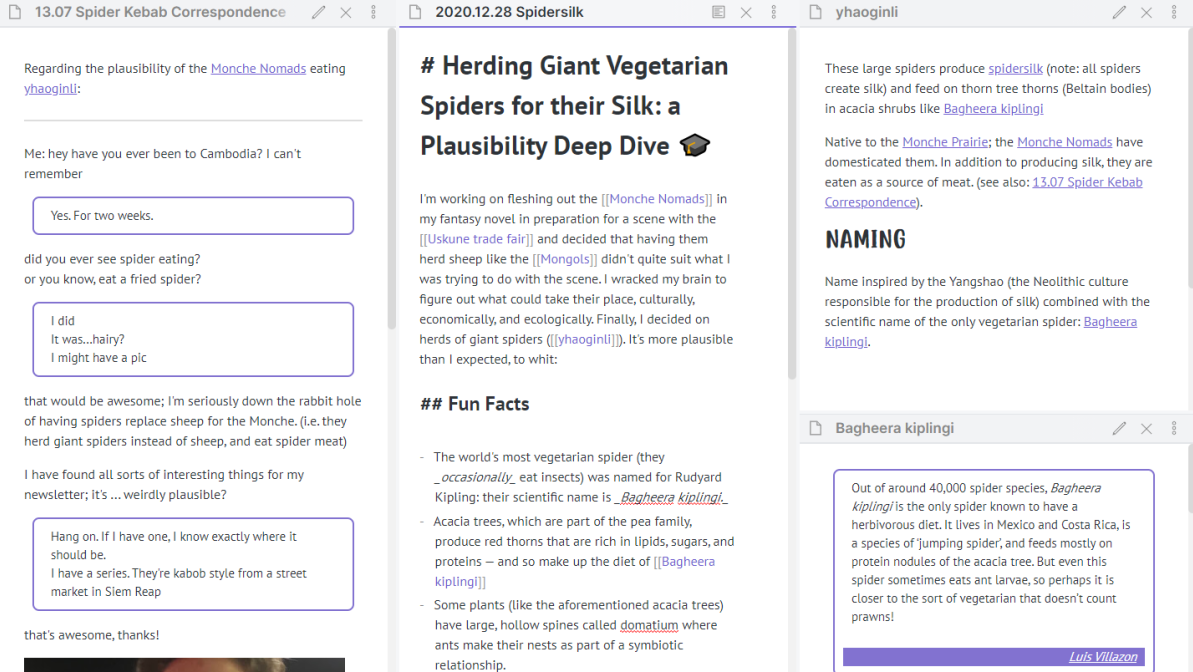 13.07 Spider Kebab Correspondence
Regarding the plausibility of the Monche Nomads eating
yhaoginli:
Me: hey have you ever been to Cambodia? I can't
remember
Yes. For two weeks.
did you ever see spider eating?
or you know, eat a fried spider?
I did
It was...hairy?
I might have a pic
that would be awesome; I'm seriously down the rabbit hole
of having spiders replace sheep for the Monche. (i.e. they
herd giant spiders instead of sheep, and eat spider meat)
I have found all sorts of interesting things for my
newsletter; it's ... weirdly plausible?
Hang on. If I have one, I know exactly where it
should be.
I have a series. They're kabob style from a street
market in Siem Reap
that's awesome, thanks!
2020.12.28 Spidersilk
# Herding Giant Vegetarian
Spiders for their Silk: a
Plausibility Deep Dive 🎓
I'm working on fleshing out the [[Monche Nomads]] in
my fantasy novel in preparation for a scene with the
[[Uskune trade fair]] and decided that having them
herd sheep like the [[Mongols]] didn't quite suit what I
was trying to do with the scene. I wracked my brain to
figure out what could take their place, culturally,
economically, and ecologically. Finally, I decided on
herds of giant spiders ([[yhaoginli]]). It's more plausible
than I expected, to whit:
## Fun Facts
- The world's most vegetarian spider (they
_occasionally_ eat insects) was named for Rudyard
Kipling: their scientific name is _Bagheera kiplingi._
- Acacia trees, which are part of the pea family,
produce red thorns that are rich in lipids, sugars, and
proteins — and so make up the diet of [[Bagheera
kiplingi]]
- Some plants (like the aforementioned acacia trees)
have large, hollow spines called domatium where
ants make their nests as part of a symbiotic
relationship.
yhaoginli
These large spiders produce spidersilk (note: all spiders
create silk) and feed on thorn tree thorns (Beltain bodies)
in acacia shrubs like Bagheera kiplingi
Native to the Monche Prairie; the Monche Nomads have
domesticated them. In addition to producing silk, they are
eaten as a source of meat. (see also: 13.07 Spider Kebab
Correspondence).
NAMING
Name inspired by the Yangshao (the Neolithic culture
responsible for the production of silk) combined with the
scientific name of the only vegetarian spider: Bagheera
kiplingi.
Bagheera kiplingi
Out of around 40,000 spider species, Bagheera
kiplingi is the only spider known to have a
herbivorous diet. It lives in Mexico and Costa Rica, is
a species of 'jumping spider', and feeds mostly on
protein nodules of the acacia tree. But even this
spider sometimes eats ant larvae, so perhaps it is
closer to the sort of vegetarian that doesn't count
prawns!
Luis Villazon